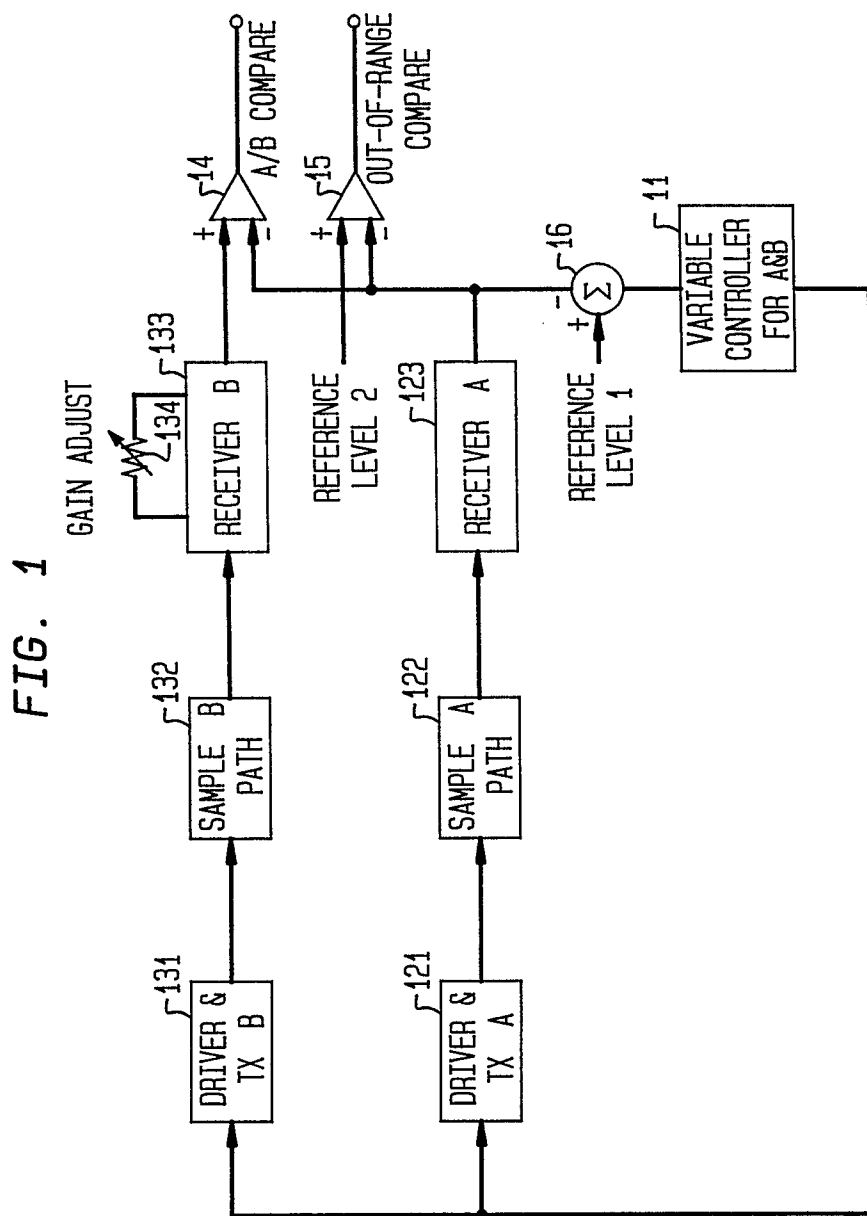 FIG. 1
GAIN ADJUST
134
131
DRIVER &
TX B
132
SAMPLE B
PATH
133
RECEIVER B
+
-
14
A/B COMPARE
REFERENCE
LEVEL 2
+
-
15
OUT-OF-RANGE
COMPARE
121
DRIVER &
TX A
122
SAMPLE A
PATH
123
RECEIVER A
REFERENCE
LEVEL 1
+
-
Σ
16
11
VARIABLE
CONTROLLER
FOR A&B